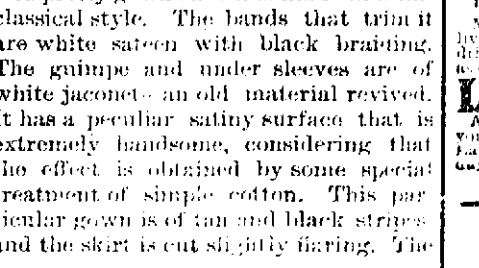 classical style. The bands that trim it
are white sateen with black braiding.
The guimpe and under sleeves are of
white jaconet—an old material revived.
It has a peculiar satiny surface that is
extremely handsome, considering that
the effect is obtained by some special
treatment of simple cotton. This par
ticular gown is of tan and black stripes
and the skirt is cut slightly flaring. The